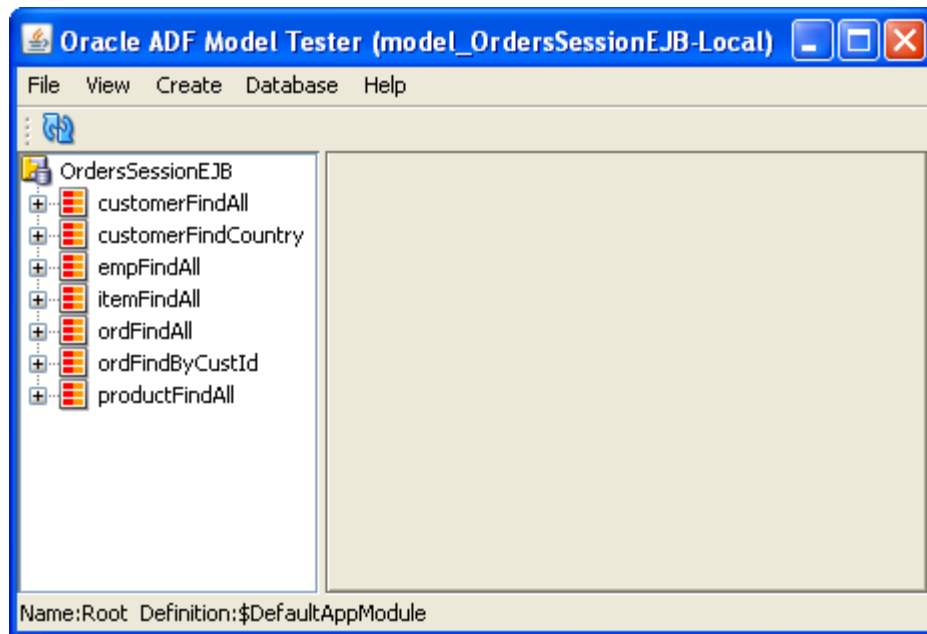 Oracle ADF Model Tester (model_OrdersSessionEJB-Local)
File View Create Database Help
OrdersSessionEJB
customerFindAll
customerFindCountry
empFindAll
itemFindAll
ordFindAll
ordFindByCustId
productFindAll
Name:Root Definition:$DefaultAppModule